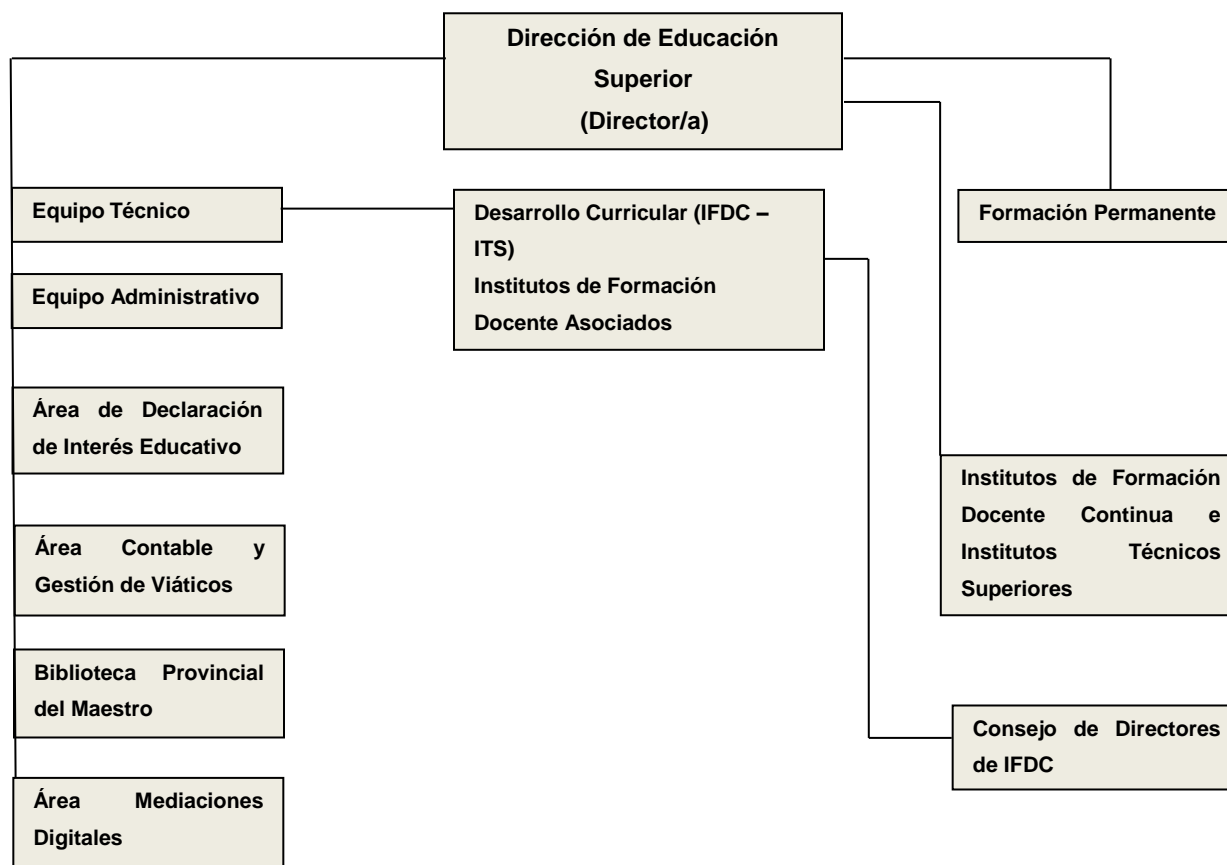 Dirección de Educación
Superior
(Director/a)
Equipo Técnico
Desarrollo Curricular (IFDC –
ITS)
Institutos de Formación
Docente Asociados
Formación Permanente
Equipo Administrativo
Área de Declaración
de Interés Educativo
Institutos de Formación
Docente Continua e
Institutos Técnicos
Superiores
Área Contable y
Gestión de Viáticos
Biblioteca Provincial
del Maestro
Consejo de Directores
de IFDC
Área Mediaciones
Digitales